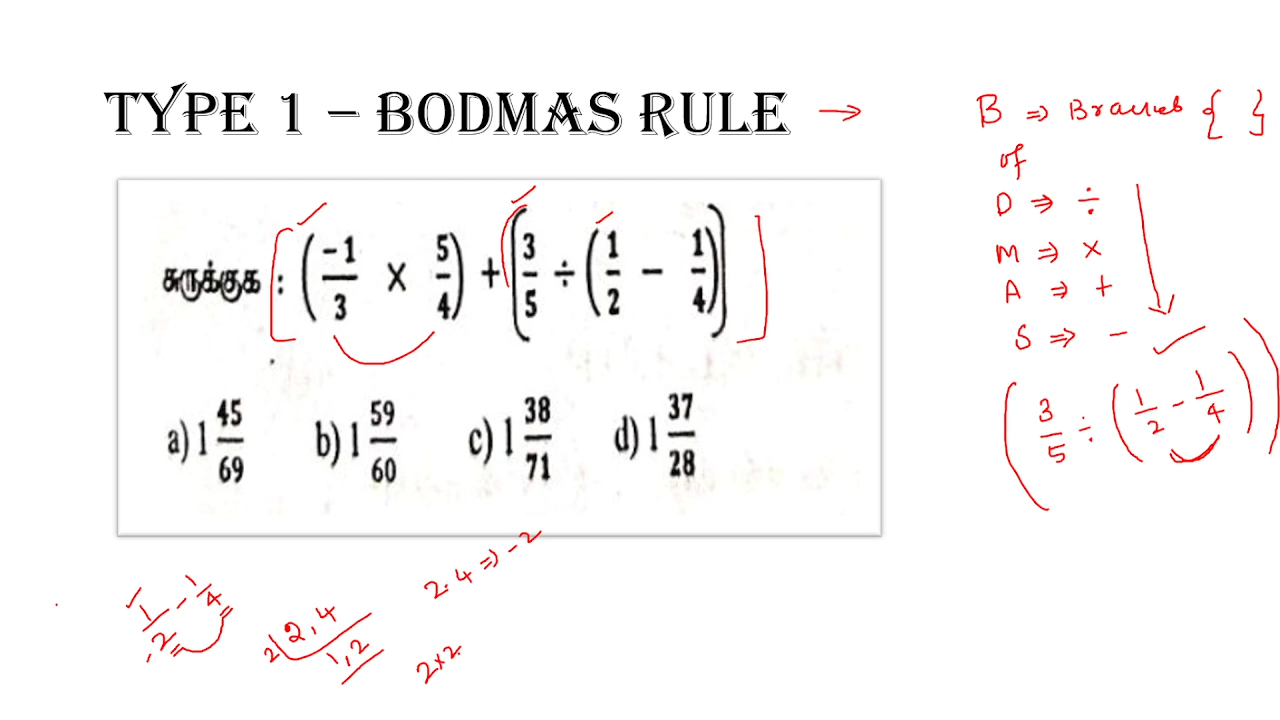 TYPE 1 – BODMAS RULE →
B ⇒ Brackets { }
of
D ⇒ ÷
M ⇒ ×
A ⇒ +
S ⇒ -
சுருக்குக : (-1/3 × 5/4) + (3/5 ÷ (1/2 − 1/4))
(3/5 ÷ (1/2 - 1/4))
a) 1 45/69 b) 1 59/60 c) 1 38/71 d) 1 37/28
1/2 - 1/4
2 | 2, 4
1, 2
2. 4 ⇒ - 2
2×2